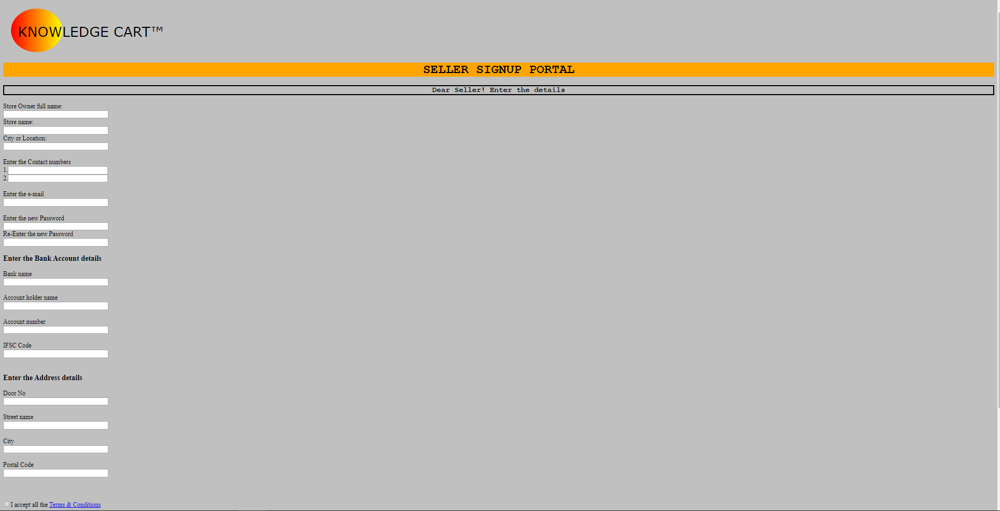 KNOWLEDGE CART™
SELLER SIGNUP PORTAL
Dear Seller! Enter the details
Store Owner full name:
Store name:
City or Location:
Enter the Contact numbers
1.
2.
Enter the e-mail
Enter the new Password
Re-Enter the new Password
Enter the Bank Account details
Bank name
Account holder name
Account number
IFSC Code
Enter the Address details
Door No
Street name
City
Postal Code
I accept all the Terms & Conditions